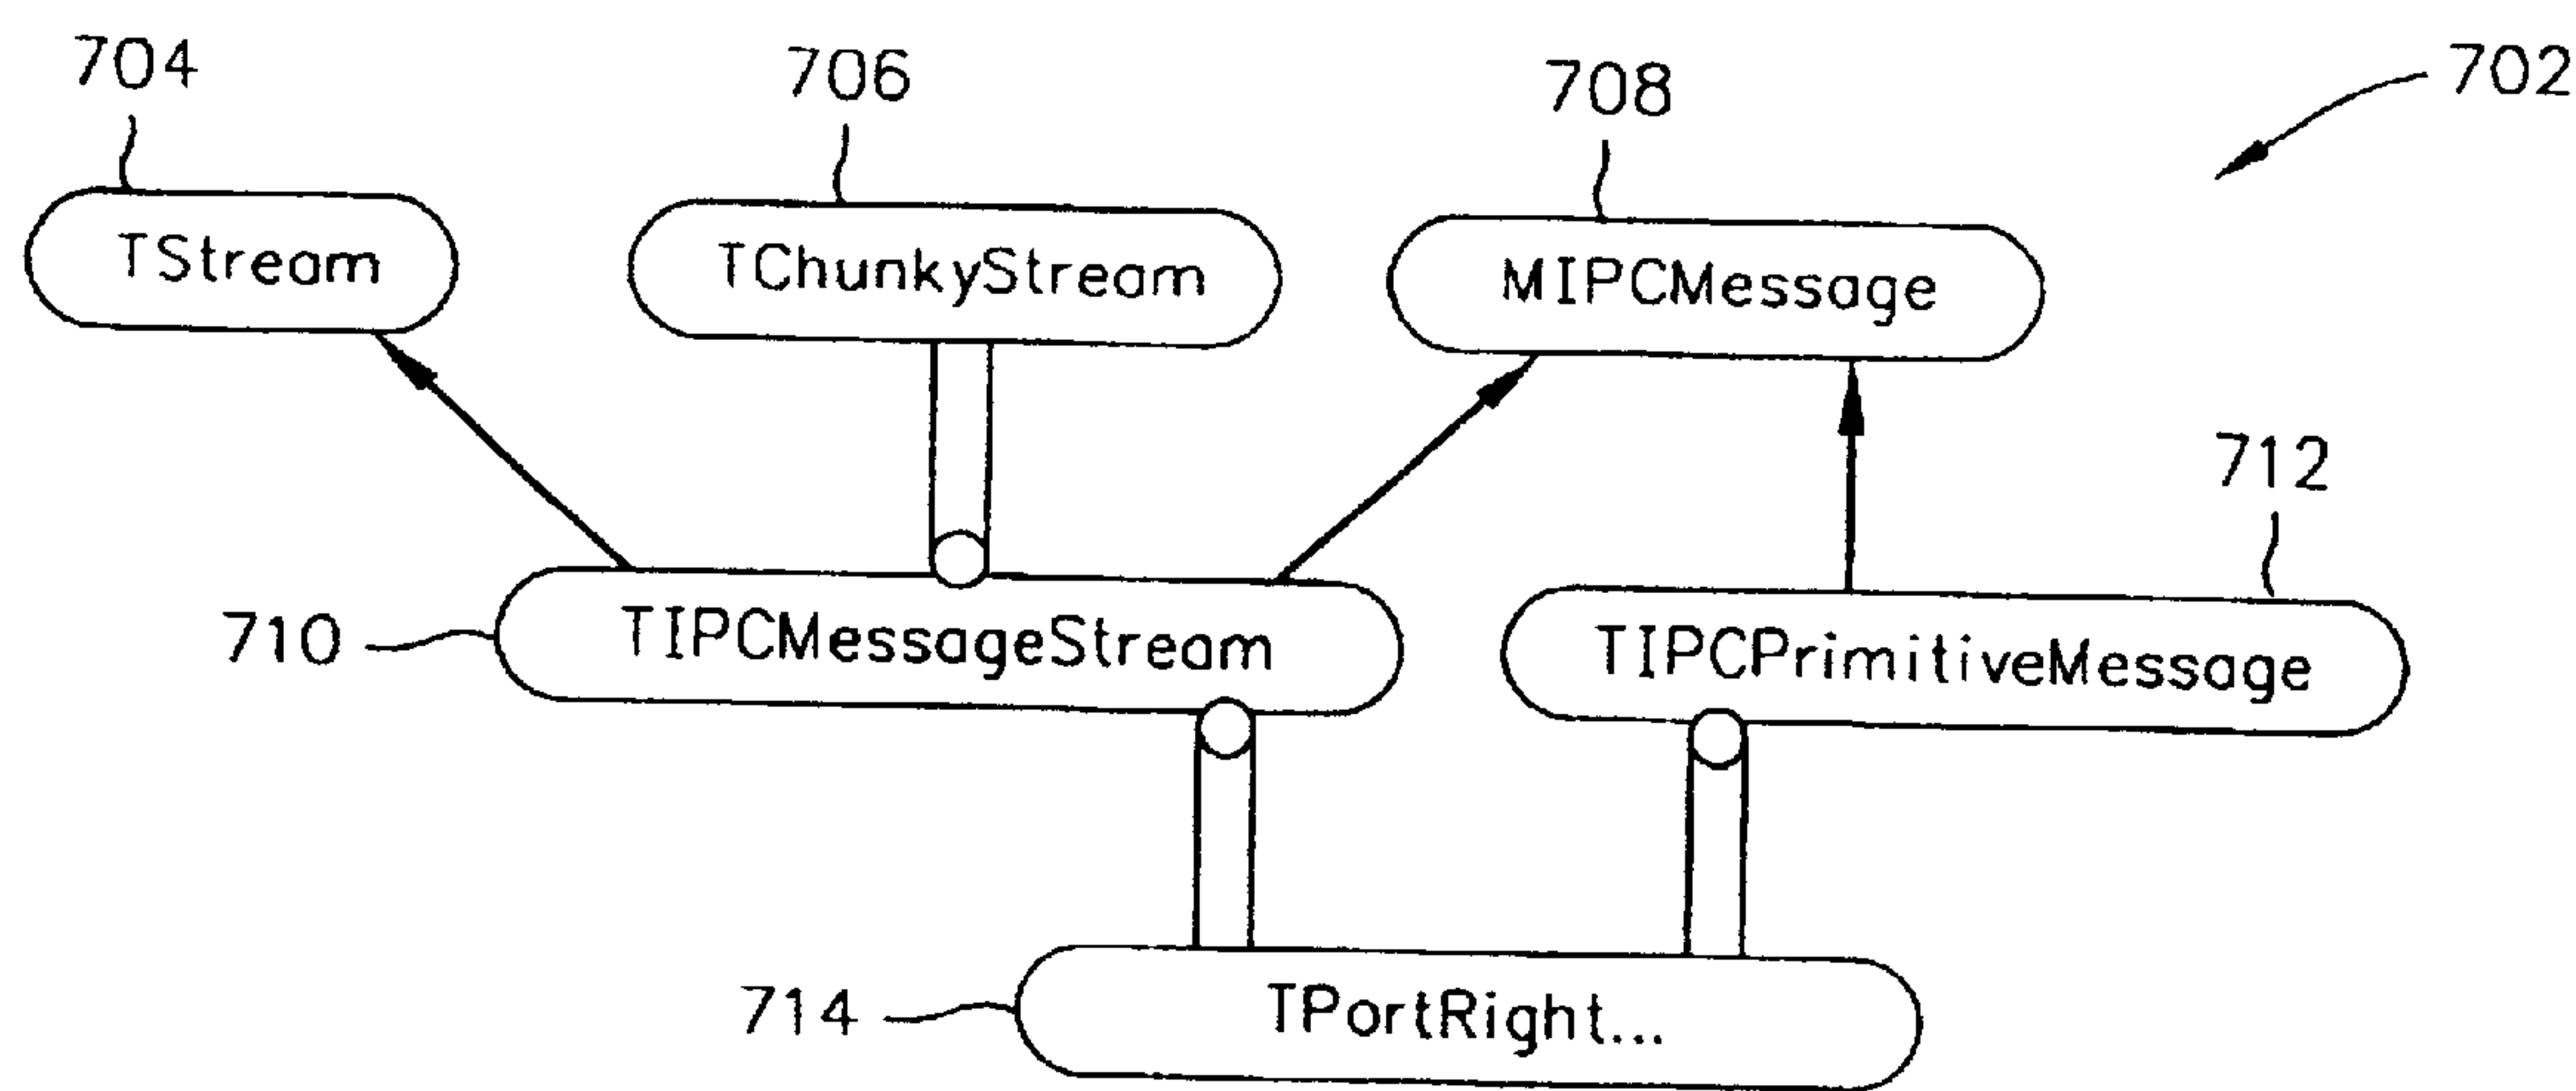 704
706
708
702
TStream
TChunkyStream
MIPCMessage
712
710
TIPCMessageStream
TIPCPrimitiveMessage
714
TPortRight...